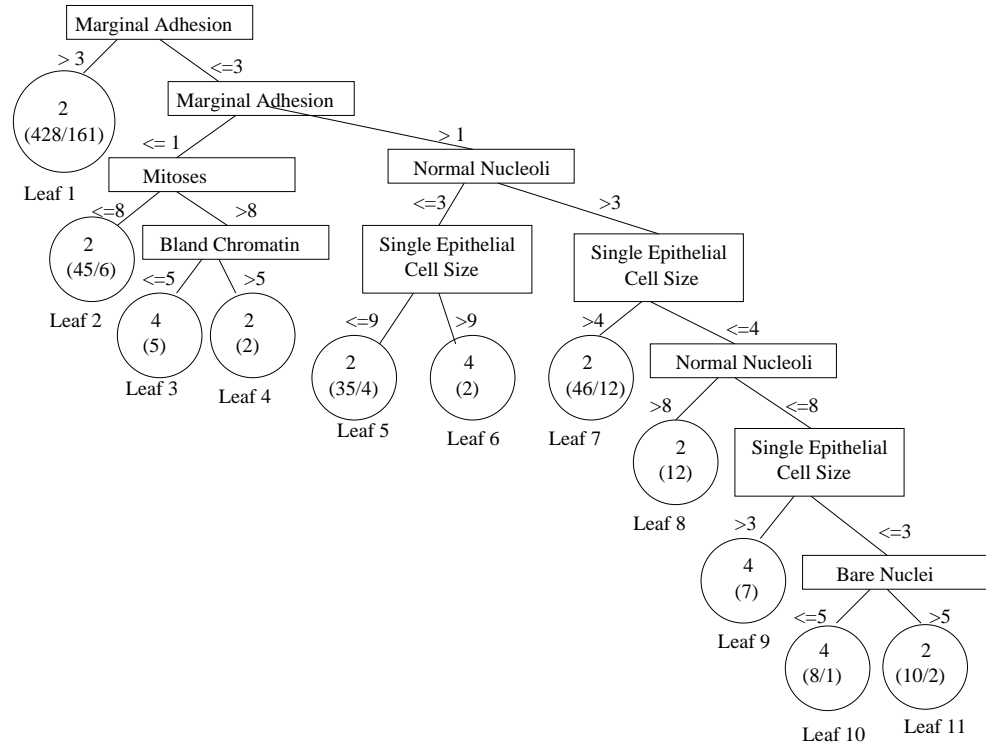 Marginal Adhesion
> 3
<=3
2
(428/161)
Leaf 1
Marginal Adhesion
<= 1
> 1
Mitoses
Normal Nucleoli
<=8
>8
<=3
>3
2
(45/6)
Leaf 2
Bland Chromatin
Single Epithelial
Cell Size
Single Epithelial
Cell Size
<=5
>5
<=9
>9
>4
<=4
4
(5)
Leaf 3
2
(2)
Leaf 4
2
(35/4)
Leaf 5
4
(2)
Leaf 6
2
(46/12)
Leaf 7
Normal Nucleoli
>8
<=8
2
(12)
Leaf 8
Single Epithelial
Cell Size
>3
<=3
4
(7)
Leaf 9
Bare Nuclei
<=5
>5
4
(8/1)
Leaf 10
2
(10/2)
Leaf 11